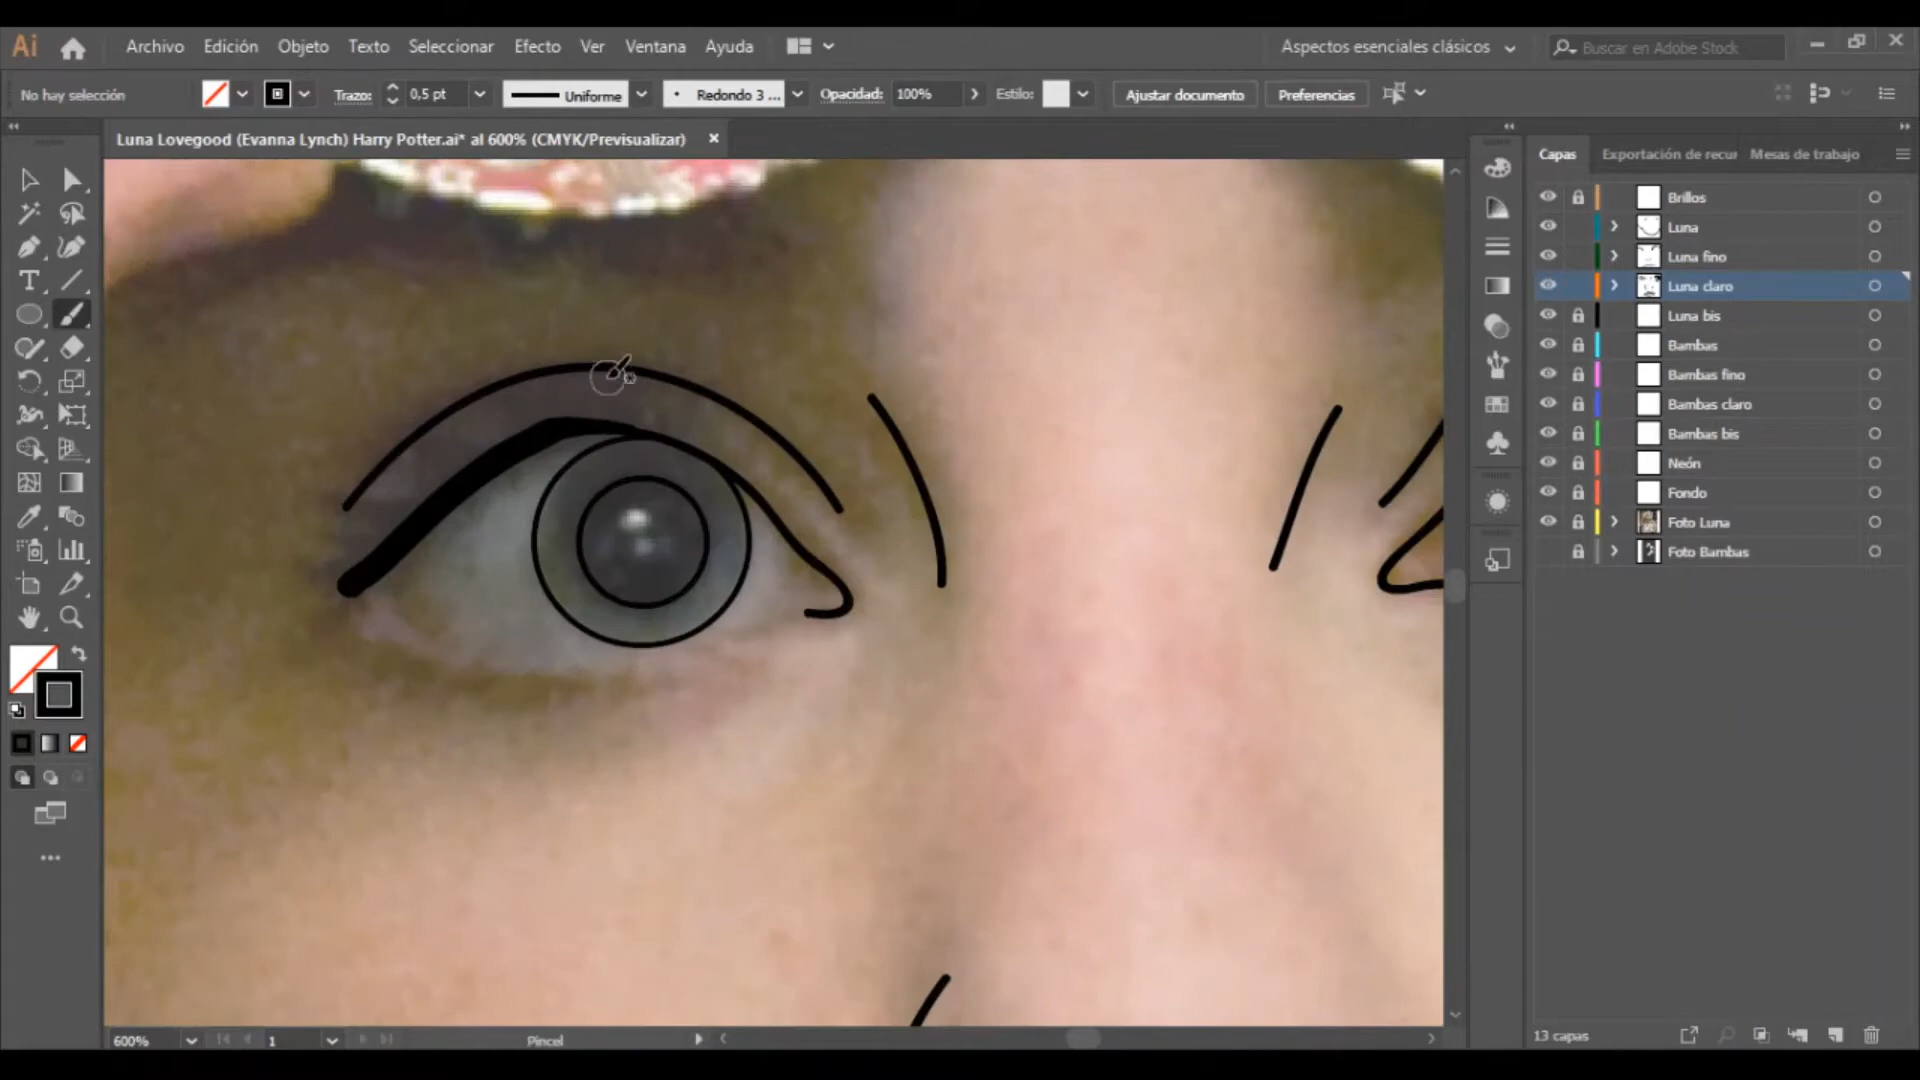 Ai Archivo Edición Objeto Texto Seleccionar Efecto Ver Ventana Ayuda Aspectos esenciales clásicos Buscar en Adobe Stock
No hay selección Trazo: 0,5 pt Uniforme Redondo 3 ... Opacidad: 100% Estilo: Ajustar documento Preferencias
Luna Lovegood (Evanna Lynch) Harry Potter.ai* al 600% (CMYK/Previsualizar)
Capas Exportación de recur Mesas de trabajo
Brillos
Luna
Luna fino
Luna claro
Luna bis
Bambas
Bambas fino
Bambas claro
Bambas bis
Neón
Fondo
Foto Luna
Foto Bambas
600% 1 Pincel 13 capas